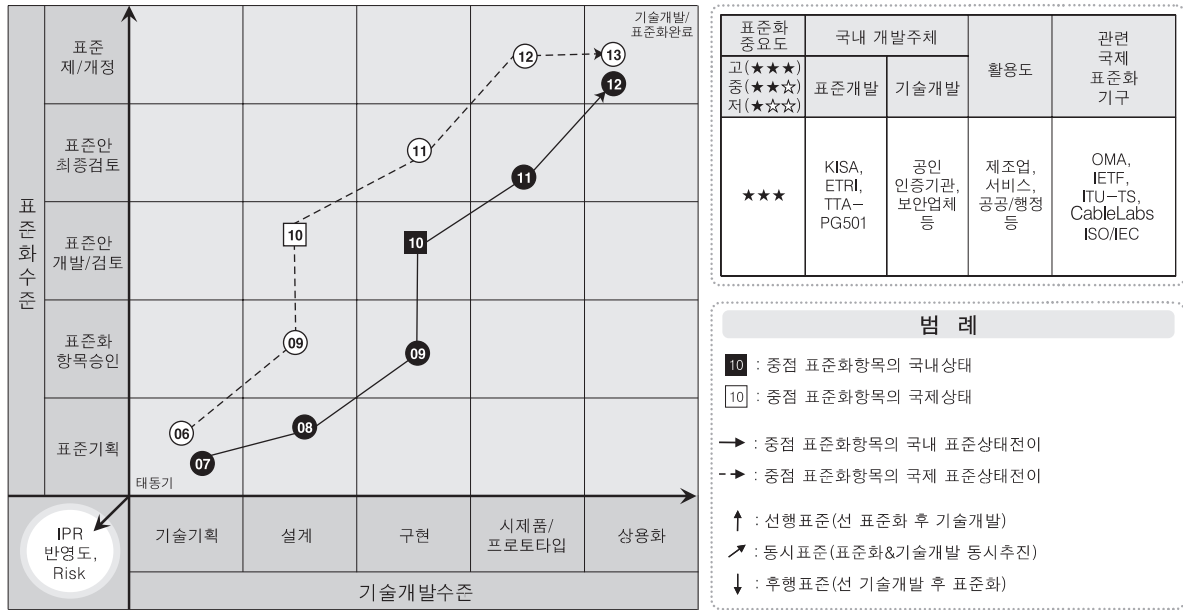 표준화수준
표준
제/개정
표준안
최종검토
표준안
개발/검토
표준화
항목승인
표준기획
기술개발/
표준화완료
12
13
12
11
11
10
10
09
09
06
08
07
태동기
IPR
반영도,
Risk
기술기획
설계
구현
시제품/
프로토타입
상용화
기술개발수준
표준화
중요도
국내 개발주체
활용도
관련
국제
표준화
기구
고(★★★)
중(★★☆)
저(★☆☆)
표준개발
기술개발
★★★
KISA,
ETRI,
TTA-
PG501
공인
인증기관,
보안업체
등
제조업,
서비스,
공공/행정
등
OMA,
IETF,
ITU-TS,
CableLabs
ISO/IEC
범 례
10 : 중점 표준화항목의 국내상태
10 : 중점 표준화항목의 국제상태
→ : 중점 표준화항목의 국내 표준상태전이
⇢ : 중점 표준화항목의 국제 표준상태전이
↑ : 선행표준(선 표준화 후 기술개발)
↗ : 동시표준(표준화&기술개발 동시추진)
↓ : 후행표준(선 기술개발 후 표준화)